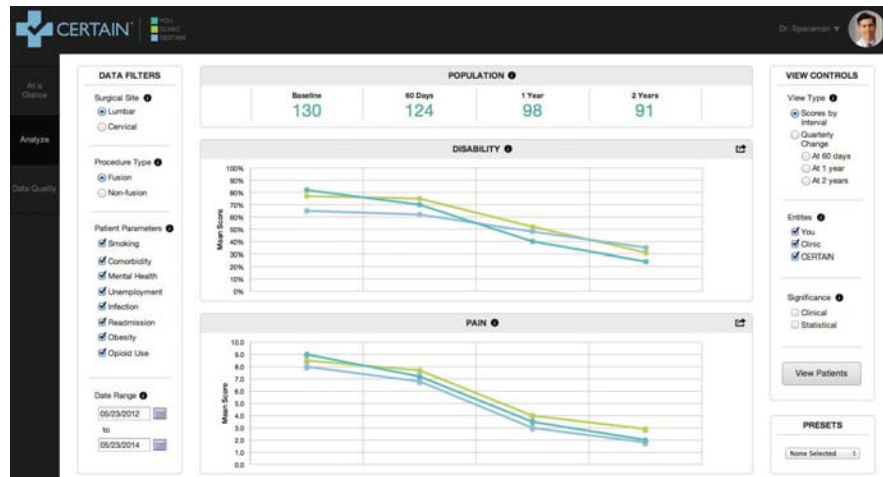 CERTAIN
YOU
CLINIC
CERTAIN
Dr. Spaceman
At a
Glance
Analyze
Data Quality
DATA FILTERS
Surgical Site
Lumbar
Cervical
Procedure Type
Fusion
Non-fusion
Patient Parameters
Smoking
Comorbidity
Mental Health
Unemployment
Infection
Readmission
Obesity
Opioid Use
Date Range
05/23/2012
to
05/23/2014
POPULATION
Baseline 60 Days 1 Year 2 Years
130 124 98 91
DISABILITY
Mean Score
100%
90%
80%
70%
60%
50%
40%
30%
20%
10%
0%
PAIN
Mean Score
10.0
9.0
8.0
7.0
6.0
5.0
4.0
3.0
2.0
1.0
0.0
VIEW CONTROLS
View Type
Scores by
interval
Quarterly
Change
At 60 days
At 1 year
At 2 years
Entites
You
Clinic
CERTAIN
Significance
Clinical
Statistical
View Patients
PRESETS
None Selected